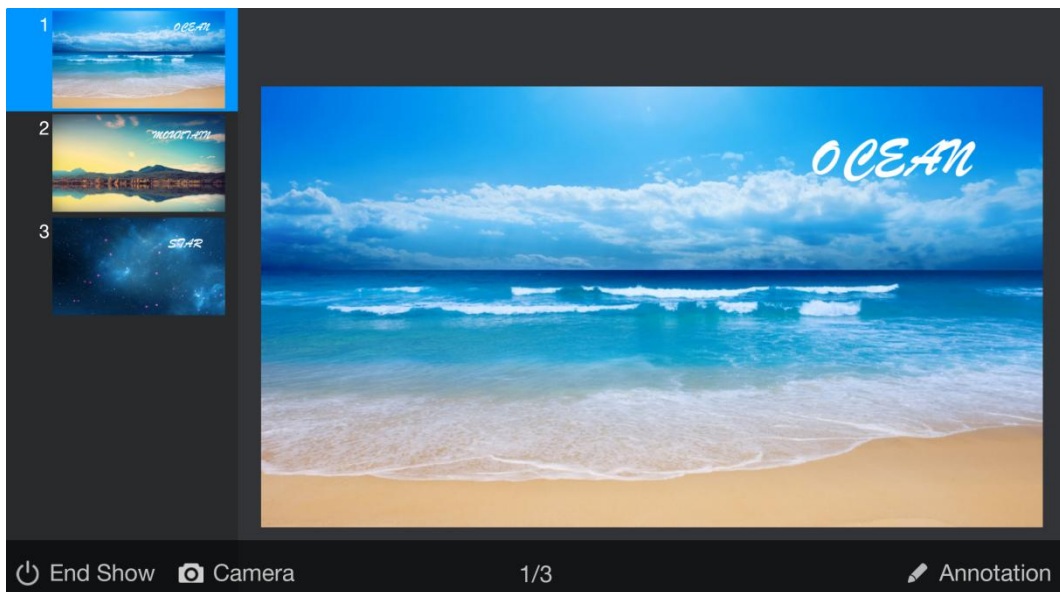 1
OCEAN
2
MOUNTAIN
3
STAR
OCEAN
End Show
Camera
1/3
Annotation